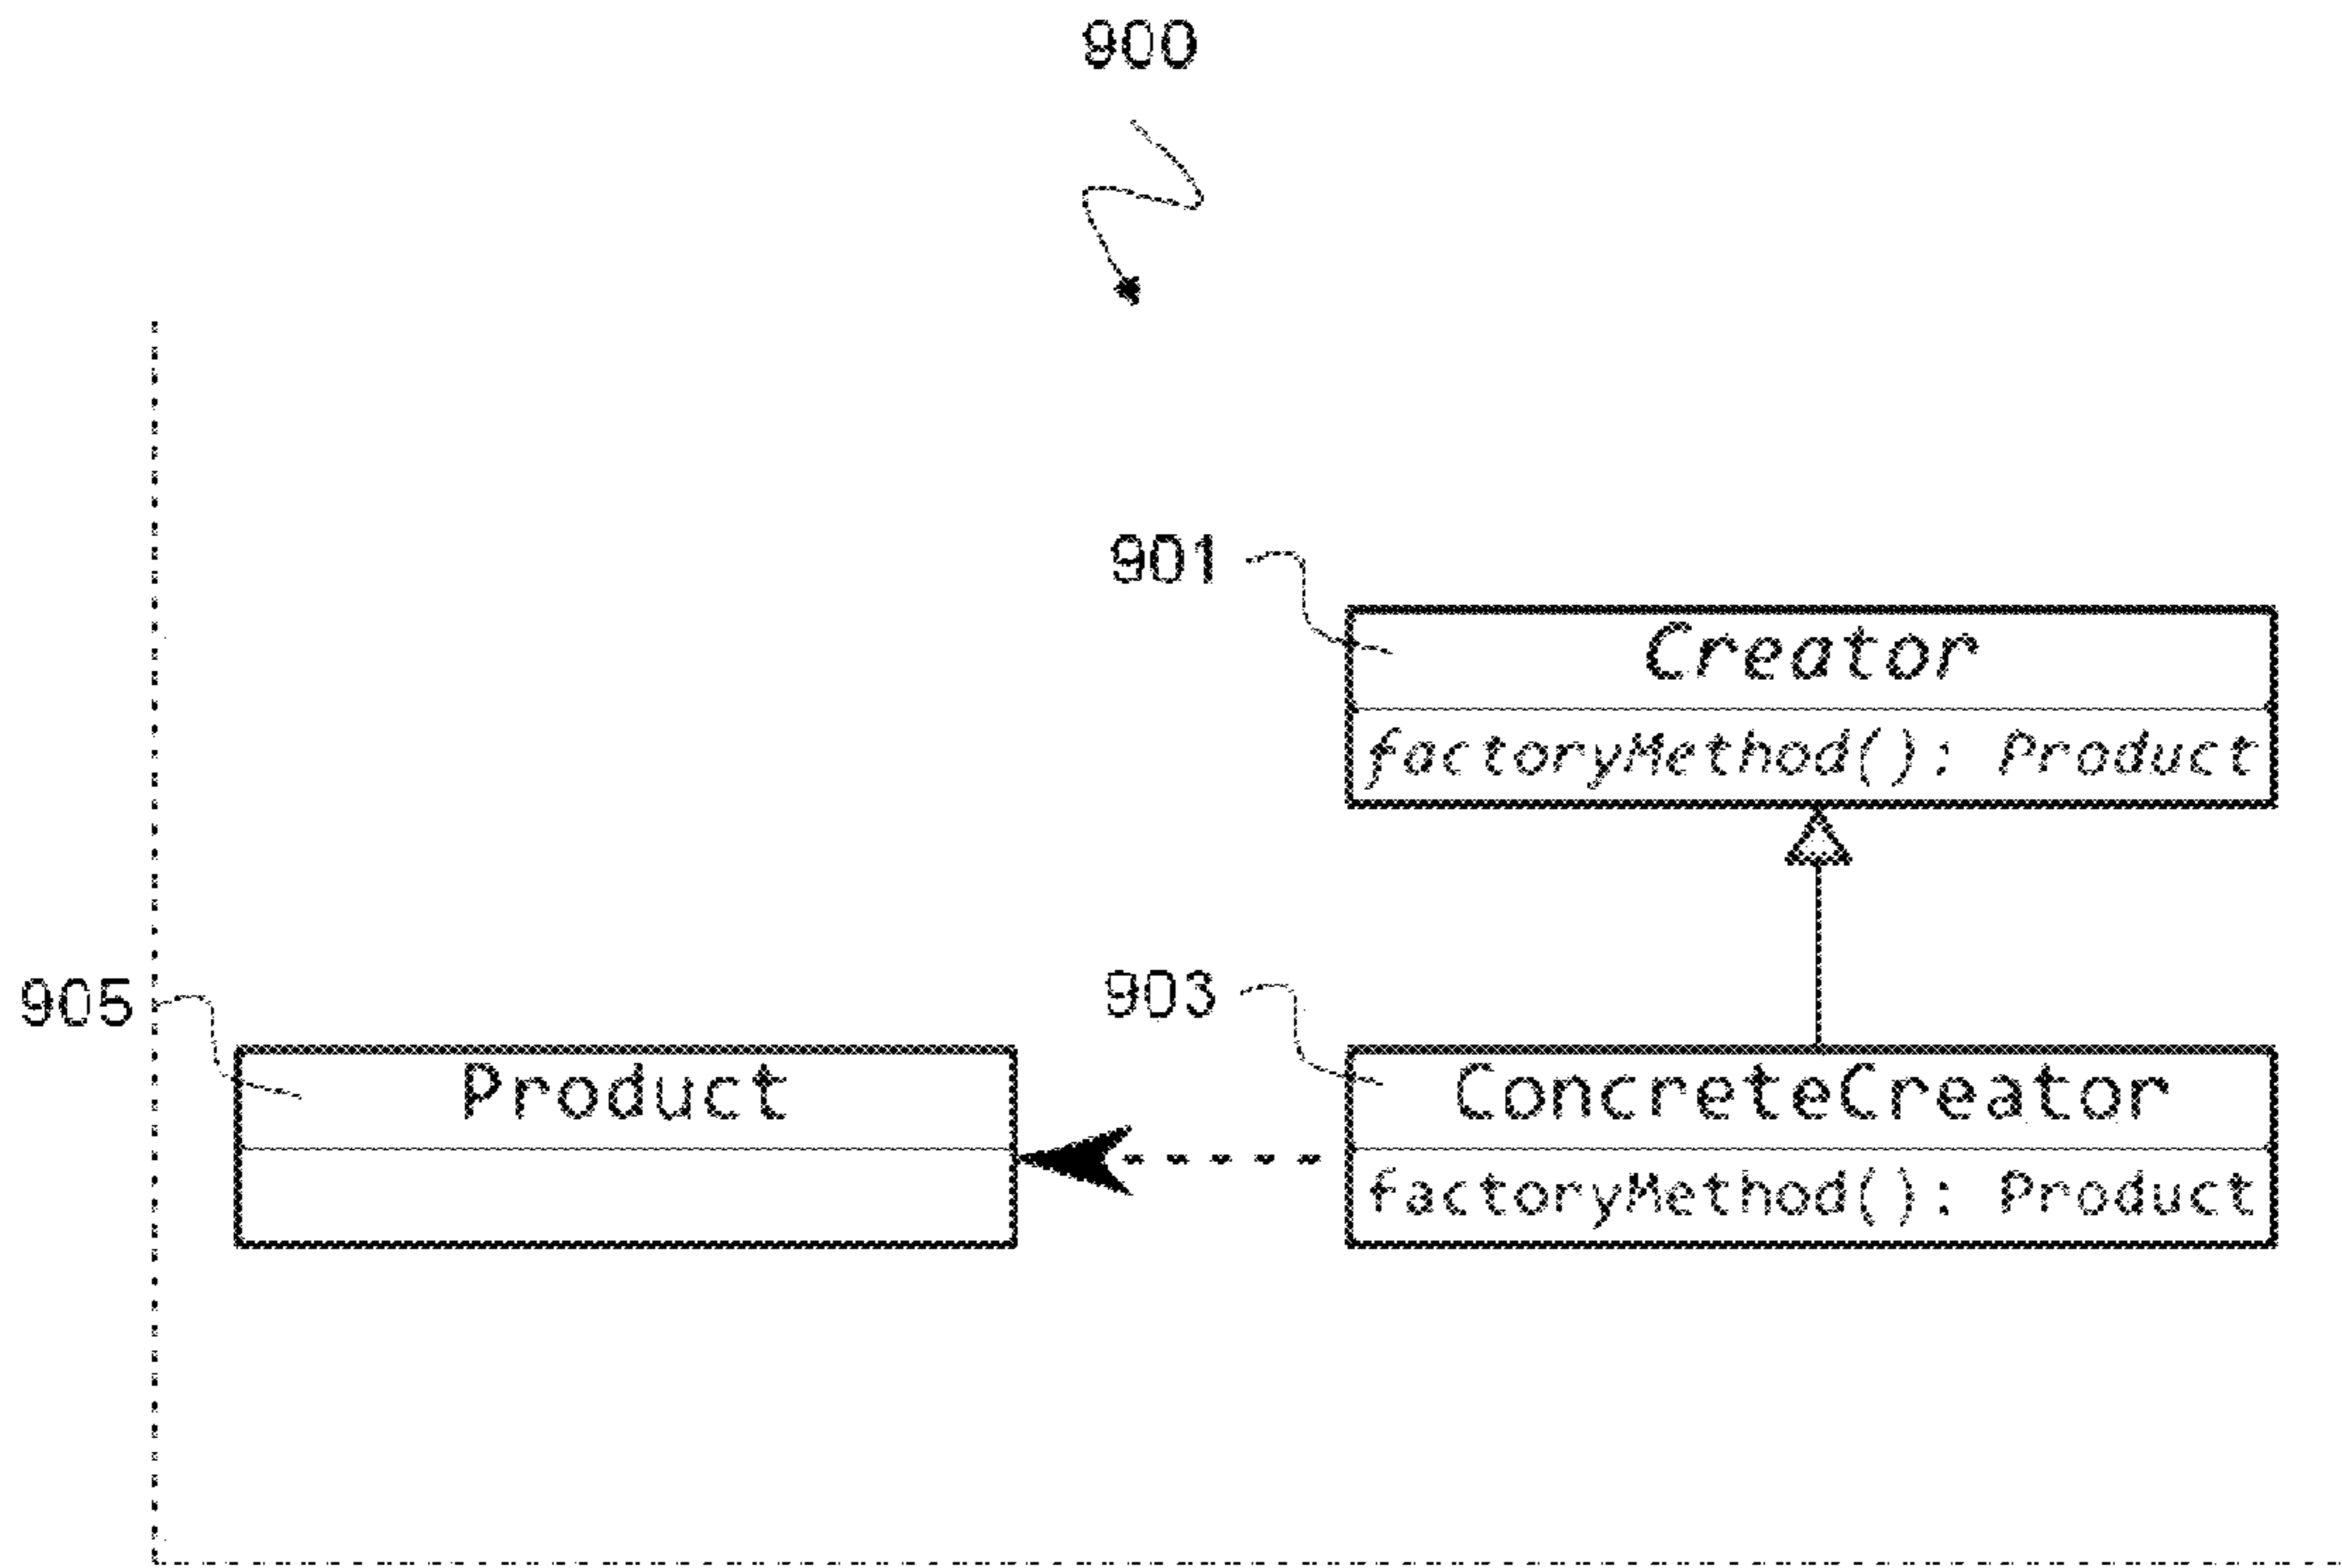 900
901
Creator
factoryMethod(): Product
905
903
Product
ConcreteCreator
factoryMethod(): Product